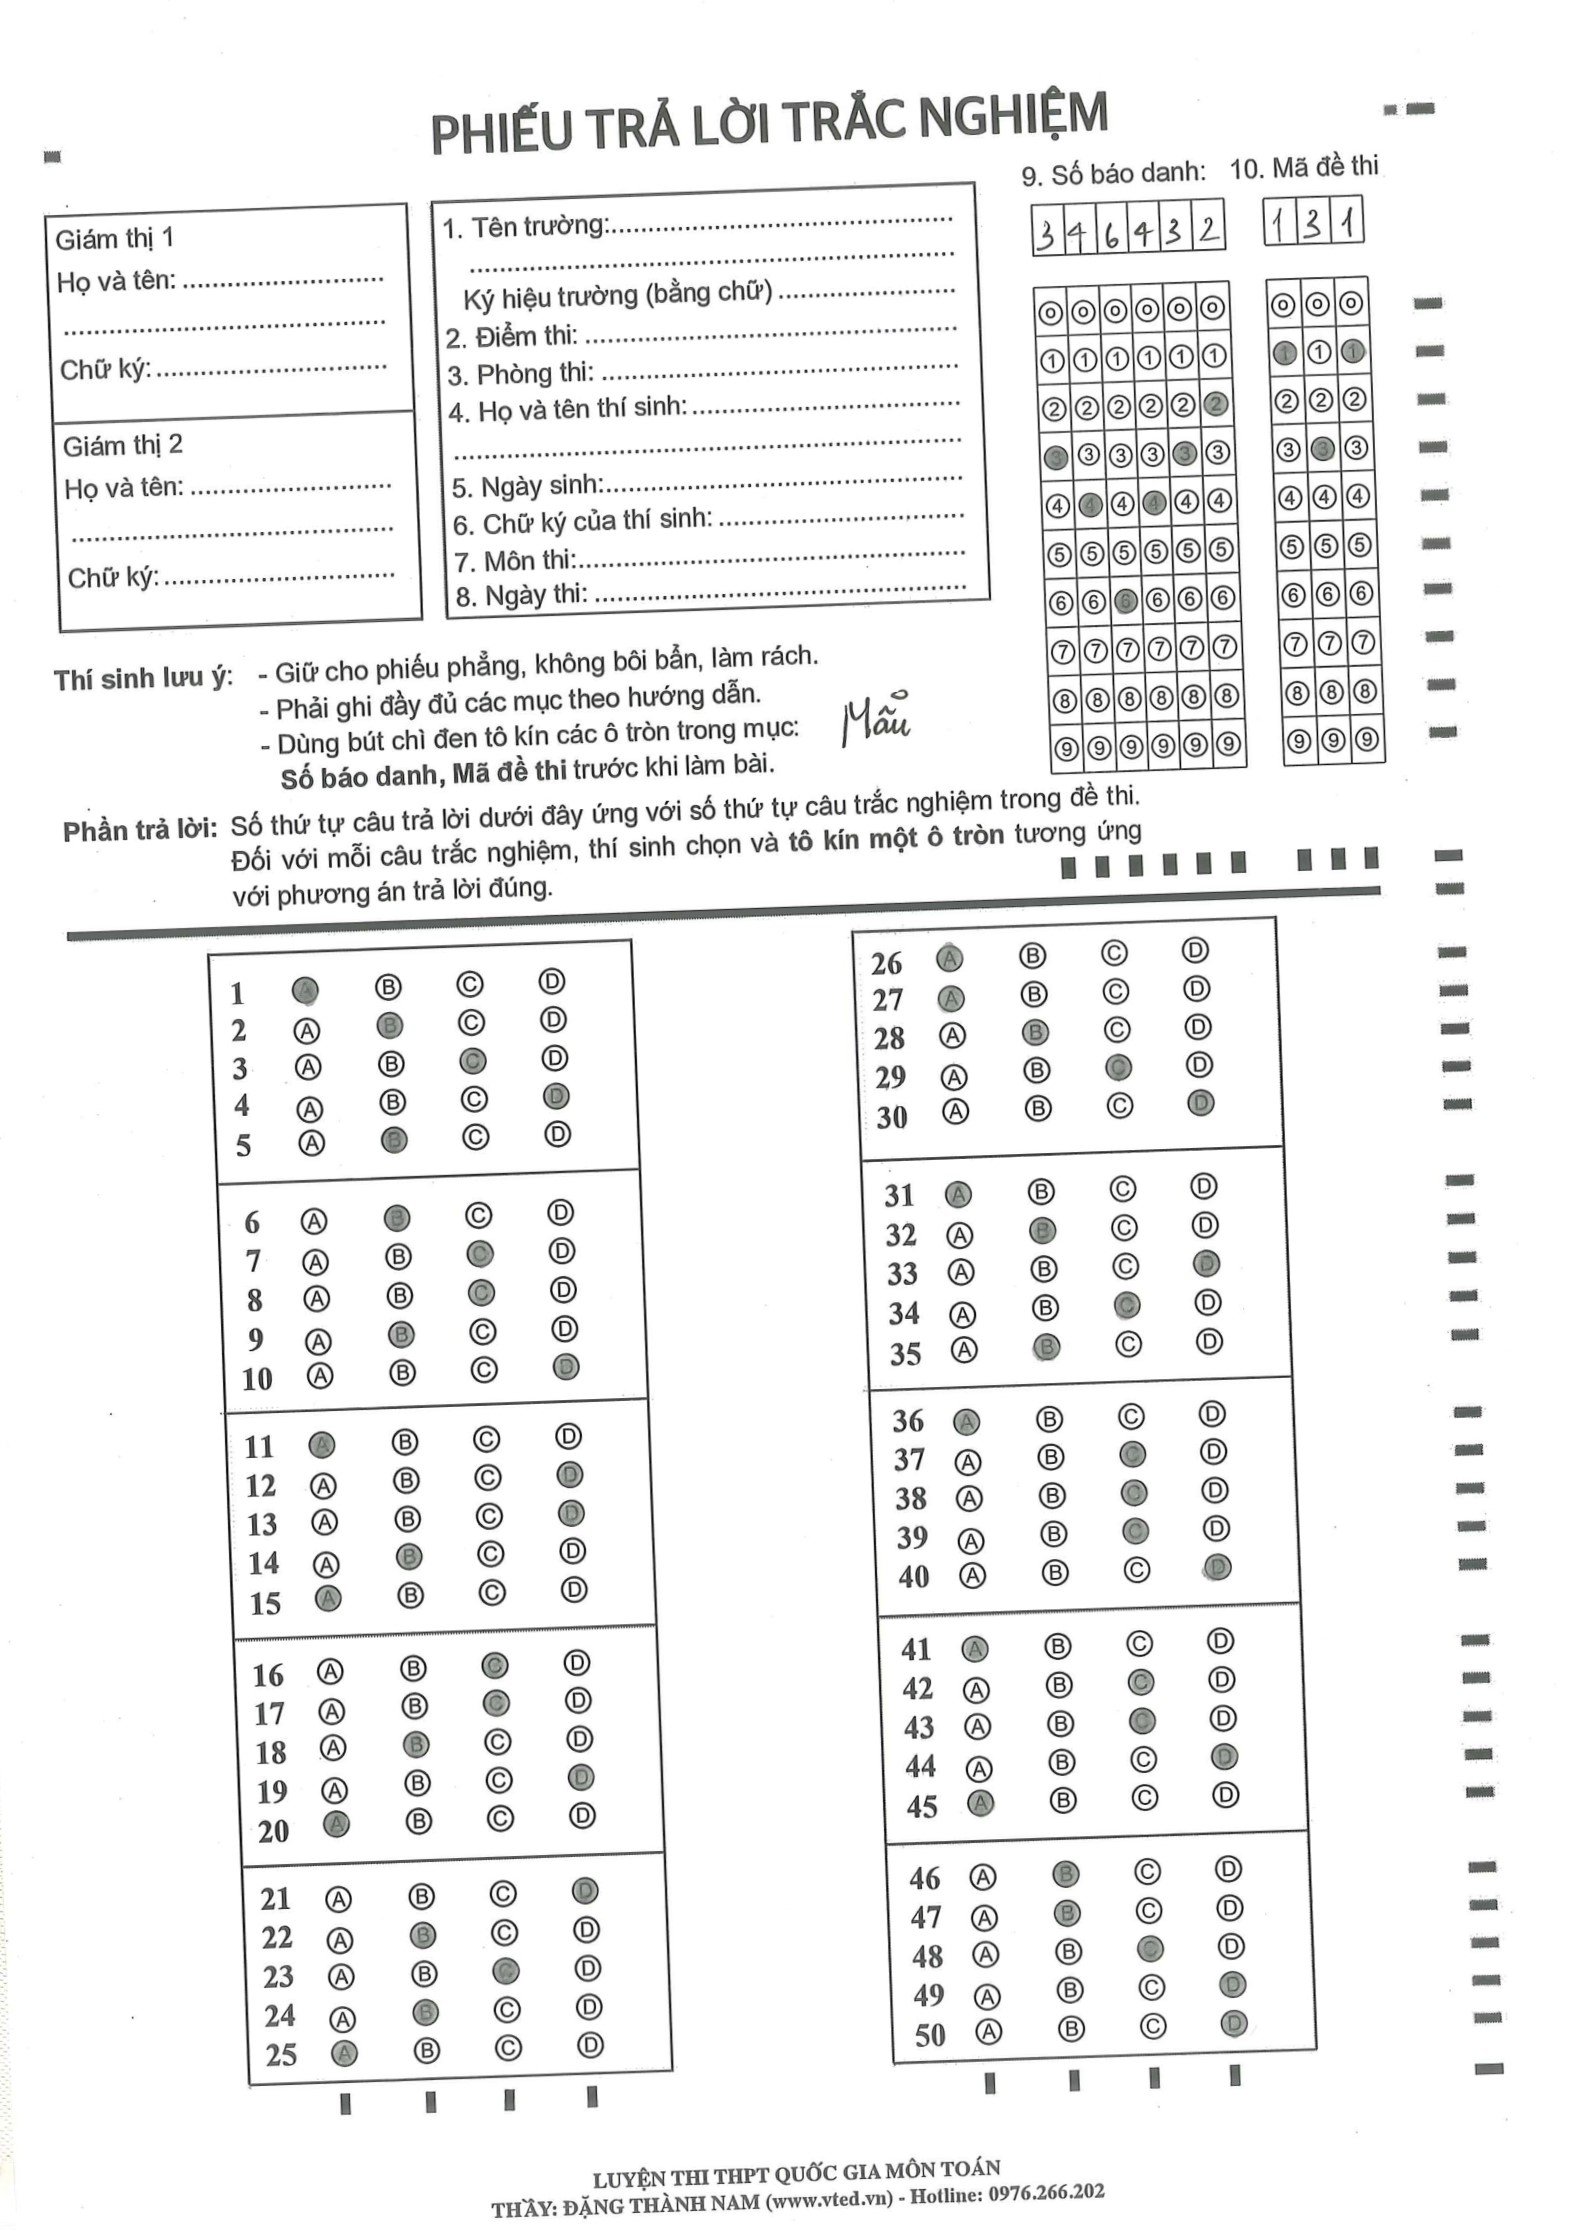 PHIẾU TRẢ LỜI TRẮC NGHIỆM
9. Số báo danh: 10. Mã đề thi
3 4 6 4 3 2 1 3 1
Giám thị 1
Họ và tên:
Chữ ký:
Giám thị 2
Họ và tên:
Chữ ký:
1. Tên trường:
Ký hiệu trường (bằng chữ)
2. Điểm thi:
3. Phòng thi:
4. Họ và tên thí sinh:
5. Ngày sinh:
6. Chữ ký của thí sinh:
7. Môn thi:
8. Ngày thi:
0 0 0 0 0 0 0 0 0
1 1 1 1 1 1 1 1 1
2 2 2 2 2 2 2 2 2
3 3 3 3 3 3 3 3 3
4 4 4 4 4 4 4 4 4
5 5 5 5 5 5 5 5 5
6 6 6 6 6 6 6 6 6
7 7 7 7 7 7 7 7 7
8 8 8 8 8 8 8 8 8
9 9 9 9 9 9 9 9 9
Thí sinh lưu ý: - Giữ cho phiếu phẳng, không bôi bẩn, làm rách.
- Phải ghi đầy đủ các mục theo hướng dẫn.
- Dùng bút chì đen tô kín các ô tròn trong mục:
Số báo danh, Mã đề thi trước khi làm bài.
Mẫu
Phần trả lời: Số thứ tự câu trả lời dưới đây ứng với số thứ tự câu trắc nghiệm trong đề thi.
Đối với mỗi câu trắc nghiệm, thí sinh chọn và tô kín một ô tròn tương ứng
với phương án trả lời đúng.
1 A B C D
2 A B C D
3 A B C D
4 A B C D
5 A B C D
6 A B C D
7 A B C D
8 A B C D
9 A B C D
10 A B C D
11 A B C D
12 A B C D
13 A B C D
14 A B C D
15 A B C D
16 A B C D
17 A B C D
18 A B C D
19 A B C D
20 A B C D
21 A B C D
22 A B C D
23 A B C D
24 A B C D
25 A B C D
26 A B C D
27 A B C D
28 A B C D
29 A B C D
30 A B C D
31 A B C D
32 A B C D
33 A B C D
34 A B C D
35 A B C D
36 A B C D
37 A B C D
38 A B C D
39 A B C D
40 A B C D
41 A B C D
42 A B C D
43 A B C D
44 A B C D
45 A B C D
46 A B C D
47 A B C D
48 A B C D
49 A B C D
50 A B C D
LUYỆN THI THPT QUỐC GIA MÔN TOÁN
THẦY: ĐẶNG THÀNH NAM (www.vted.vn) - Hotline: 0976.266.202